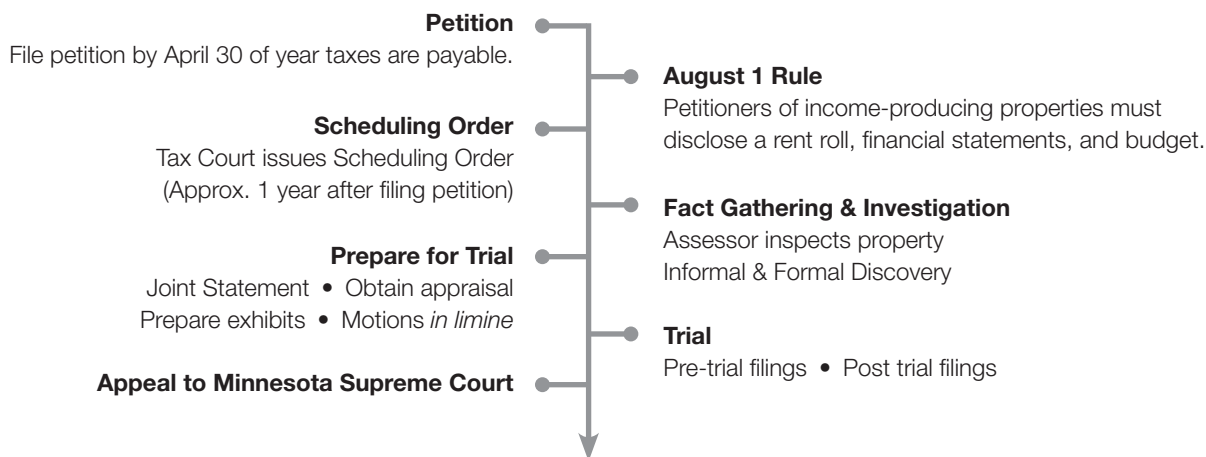 Petition
File petition by April 30 of year taxes are payable.
August 1 Rule
Petitioners of income-producing properties must
disclose a rent roll, financial statements, and budget.
Scheduling Order
Tax Court issues Scheduling Order
(Approx. 1 year after filing petition)
Fact Gathering & Investigation
Assessor inspects property
Informal & Formal Discovery
Prepare for Trial
Joint Statement • Obtain appraisal
Prepare exhibits • Motions in limine
Trial
Pre-trial filings • Post trial filings
Appeal to Minnesota Supreme Court